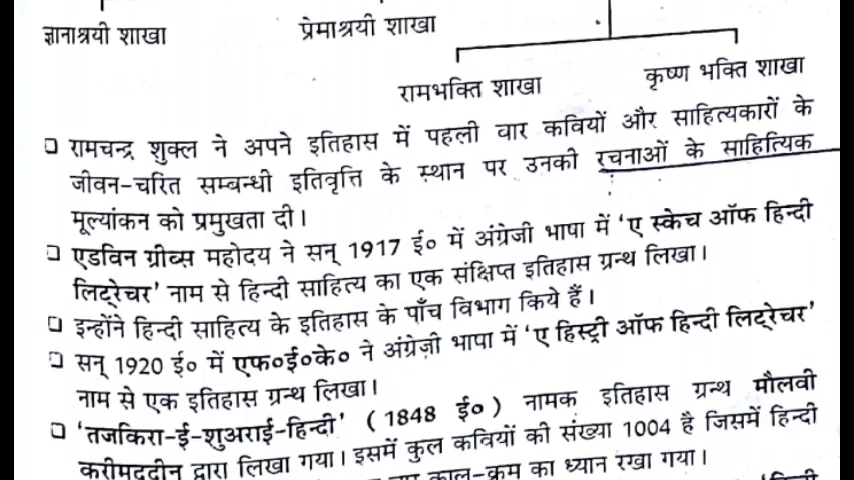 ज्ञानाश्रयी शाखा
प्रेमाश्रयी शाखा
रामभक्ति शाखा
कृष्ण भक्ति शाखा
रामचन्द्र शुक्ल ने अपने इतिहास में पहली वार कवियों और साहित्यकारों के
जीवन-चरित सम्बन्धी इतिवृत्ति के स्थान पर उनकी रचनाओं के साहित्यिक
मूल्यांकन को प्रमुखता दी।
एडविन ग्रीव्स महोदय ने सन् 1917 ई० में अंग्रेजी भाषा में ‘ए स्केच ऑफ हिन्दी
लिट्रेचर’ नाम से हिन्दी साहित्य का एक संक्षिप्त इतिहास ग्रन्थ लिखा।
इन्होंने हिन्दी साहित्य के इतिहास के पाँच विभाग किये हैं।
सन् 1920 ई० में एफ०ई०के० ने अंग्रेज़ी भाषा में ‘ए हिस्ट्री ऑफ हिन्दी लिट्रेचर’
नाम से एक इतिहास ग्रन्थ लिखा।
‘तजकिरा-ई-शुअराई-हिन्दी’ (1848 ई०) नामक इतिहास ग्रन्थ मौलवी
करीमुद्दीन द्वारा लिखा गया। इसमें कुल कवियों की संख्या 1004 है जिसमें हिन्दी
काल-क्रम का ध्यान रखा गया।